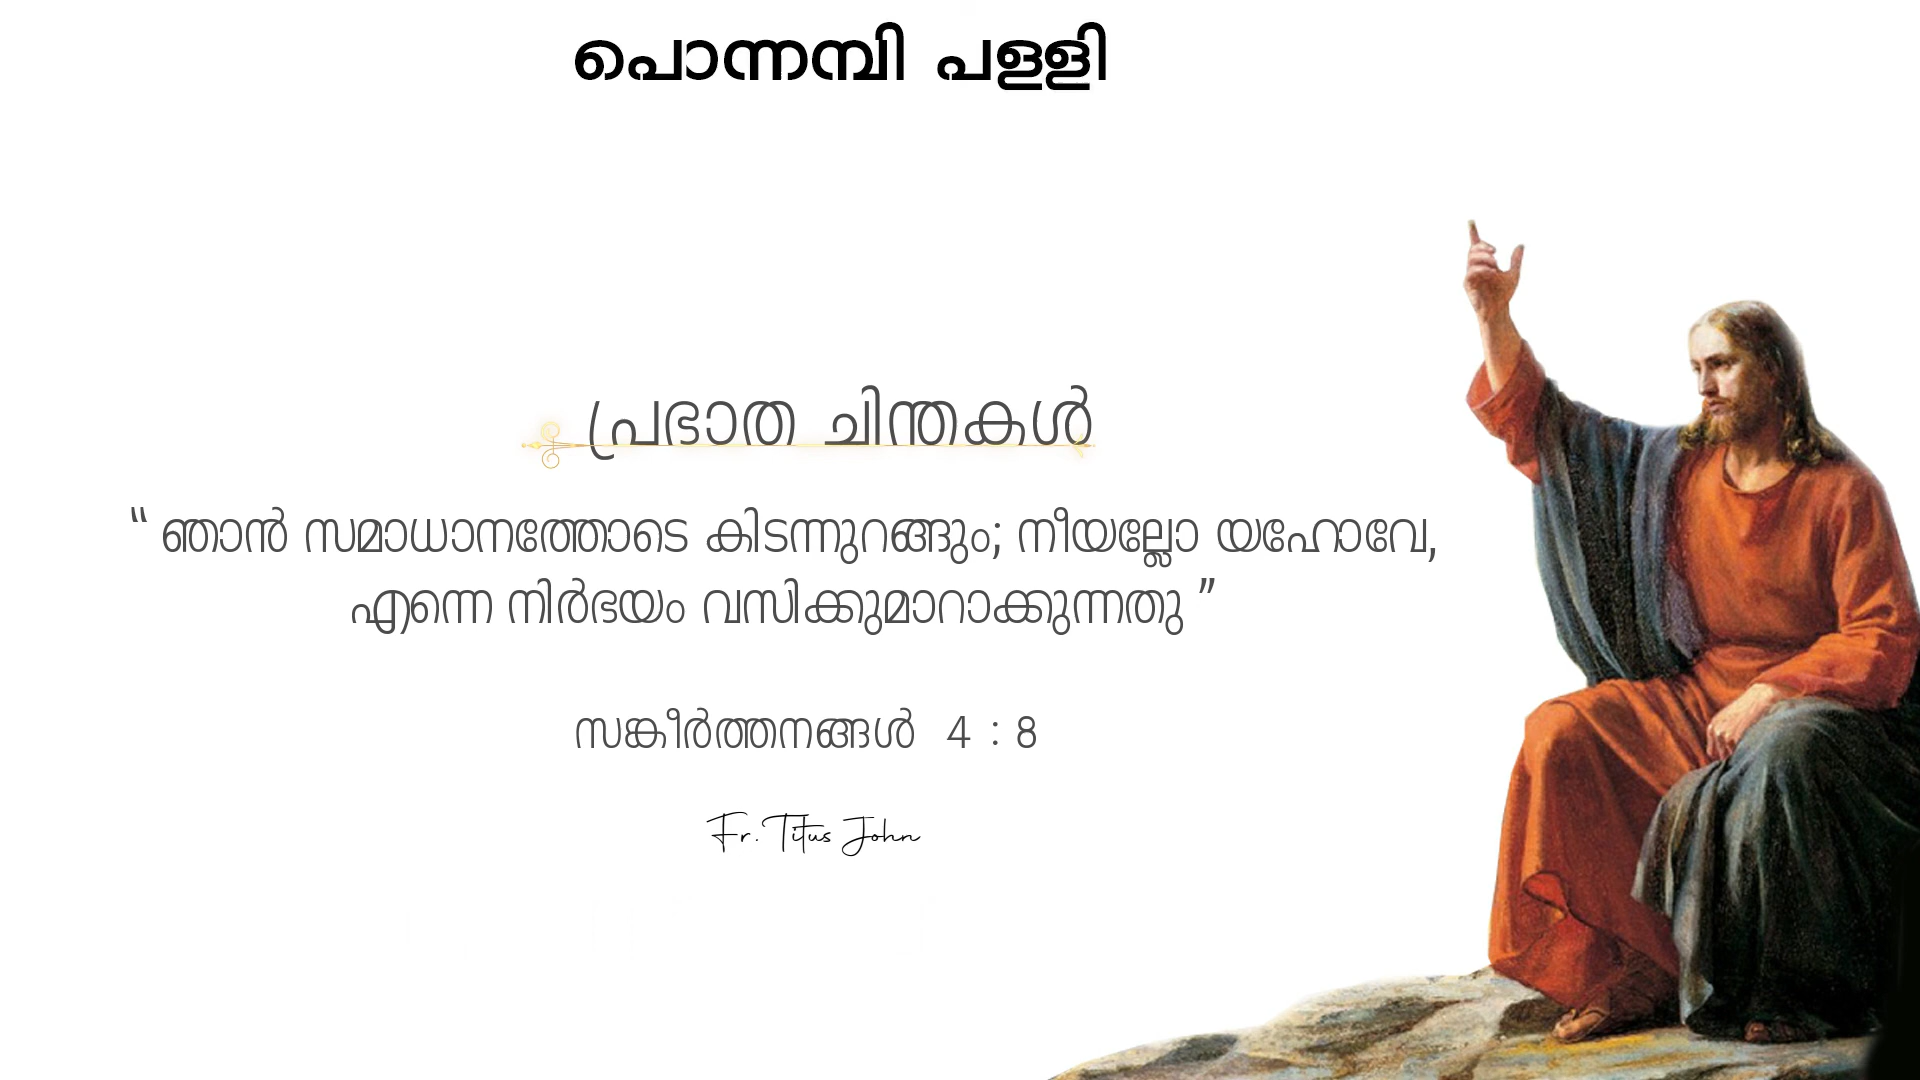 പൊന്നമ്പി പള്ളി
പ്രഭാത ചിന്തകൾ
“ ഞാൻ സമാധാനത്തോടെ കിടന്നുറങ്ങും; നീയല്ലോ യഹോവേ,
എന്നെ നിർഭയം വസിക്കുമാറാക്കുന്നതു ”
സങ്കീർത്തനങ്ങൾ 4 : 8
Fr. Titus John